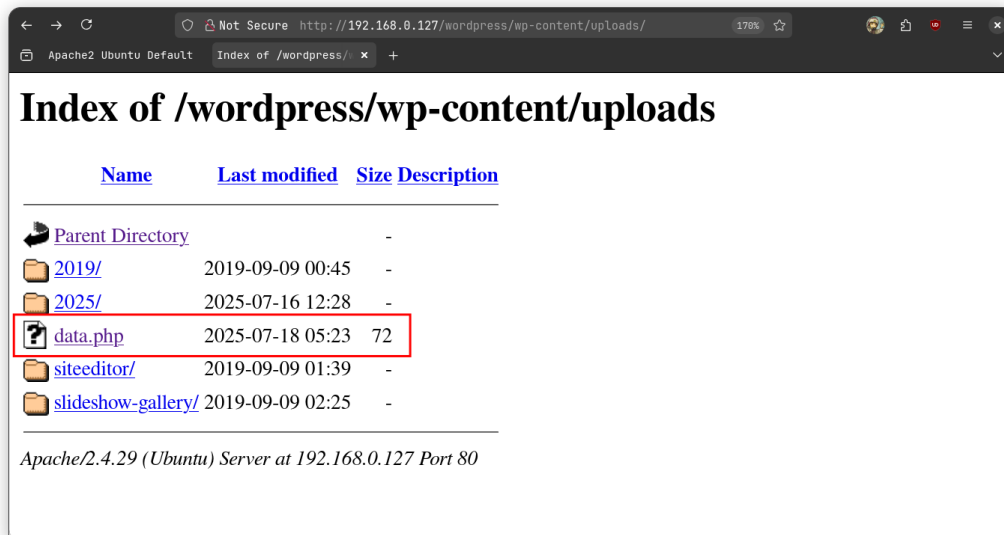 Not Secure http://192.168.0.127/wordpress/wp-content/uploads/ 170%
Apache2 Ubuntu Default Index of /wordpress/
Index of /wordpress/wp-content/uploads
Name Last modified Size Description
Parent Directory -
2019/ 2019-09-09 00:45 -
2025/ 2025-07-16 12:28 -
data.php 2025-07-18 05:23 72
siteeditor/ 2019-09-09 01:39 -
slideshow-gallery/ 2019-09-09 02:25 -
Apache/2.4.29 (Ubuntu) Server at 192.168.0.127 Port 80